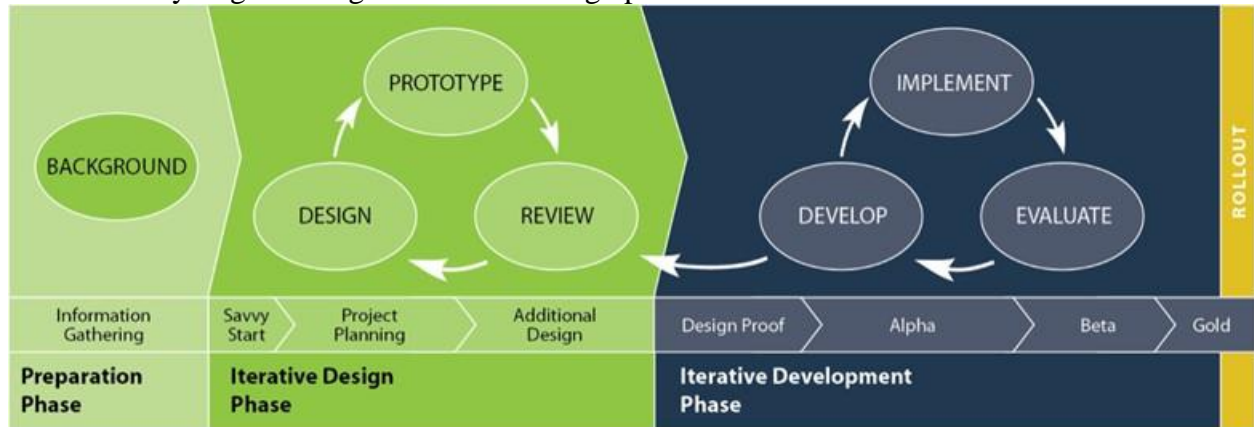 BACKGROUND
PROTOTYPE
DESIGN
REVIEW
IMPLEMENT
DEVELOP
EVALUATE
ROLLOUT
Information
Gathering
Savvy
Start
Project
Planning
Additional
Design
Design Proof
Alpha
Beta
Gold
Preparation
Phase
Iterative Design
Phase
Iterative Development
Phase